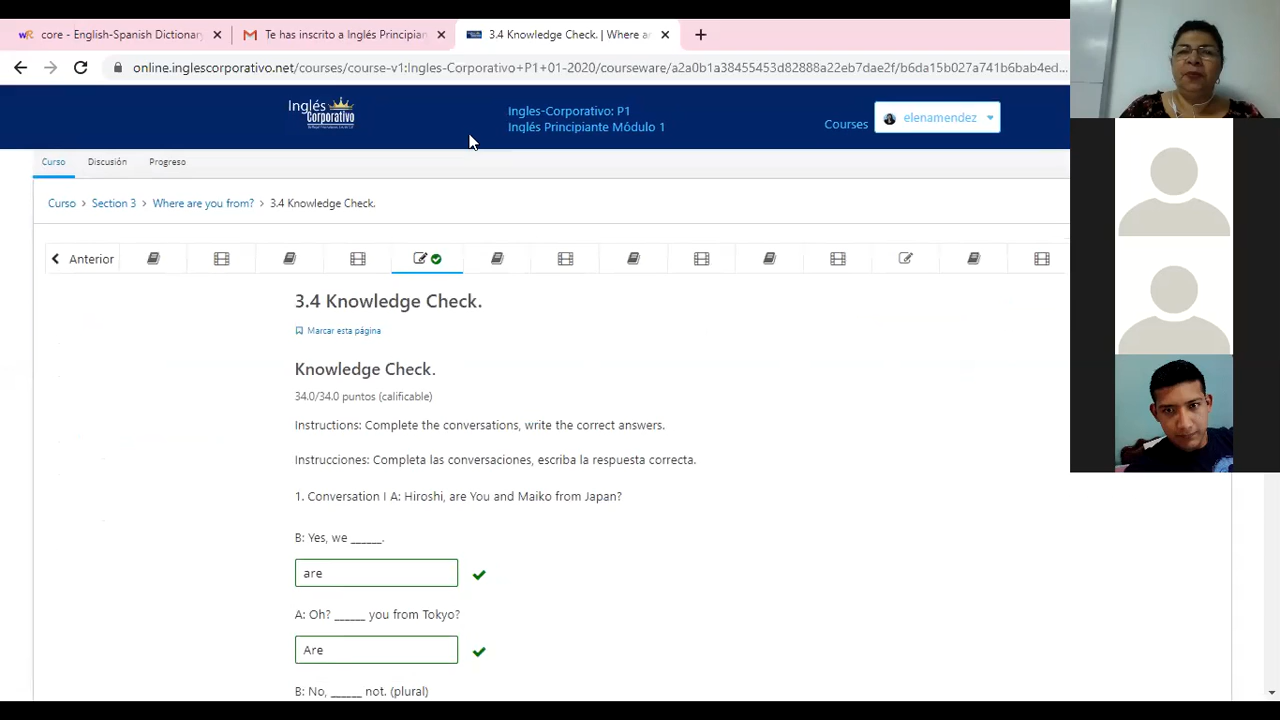 core - English-Spanish Dictionary
Te has inscrito a Inglés Principian
3.4 Knowledge Check. | Where a
online.inglescorporativo.net/courses/course-v1:Ingles-Corporativo+P1+01-2020/courseware/a2a0b1a38455453d82888a22eb7dae2f/b6da15b027a741b6bab4ed...
Inglés
Corporativo
Ingles-Corporativo: P1
Inglés Principiante Módulo 1
Courses
elenamendez
Curso
Discusión
Progreso
Curso > Section 3 > Where are you from? > 3.4 Knowledge Check.
Anterior
3.4 Knowledge Check.
Marcar esta página
Knowledge Check.
34.0/34.0 puntos (calificable)
Instructions: Complete the conversations, write the correct answers.
Instrucciones: Completa las conversaciones, escriba la respuesta correcta.
1. Conversation I A: Hiroshi, are You and Maiko from Japan?
B: Yes, we ______.
are
A: Oh? ______ you from Tokyo?
Are
B: No, ______ not. (plural)